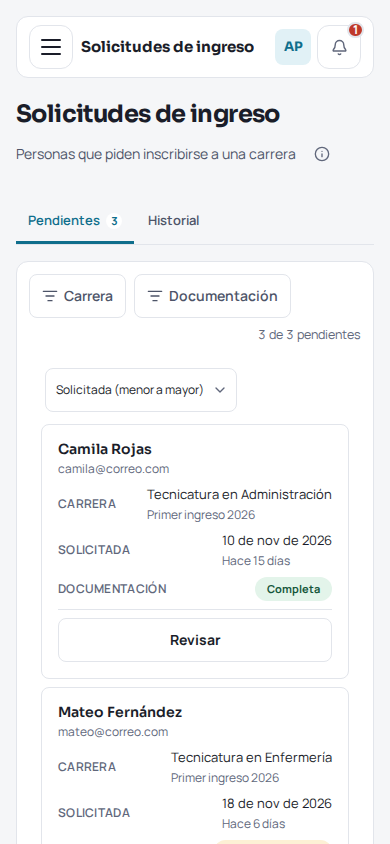 Solicitudes de ingreso
AP
1
Solicitudes de ingreso
Personas que piden inscribirse a una carrera
Pendientes 3
Historial
Carrera
Documentación
3 de 3 pendientes
Solicitada (menor a mayor)
Camila Rojas
camila@correo.com
CARRERA
Tecnicatura en Administración
Primer ingreso 2026
SOLICITADA
10 de nov de 2026
Hace 15 días
DOCUMENTACIÓN
Completa
Revisar
Mateo Fernández
mateo@correo.com
CARRERA
Tecnicatura en Enfermería
Primer ingreso 2026
SOLICITADA
18 de nov de 2026
Hace 6 días